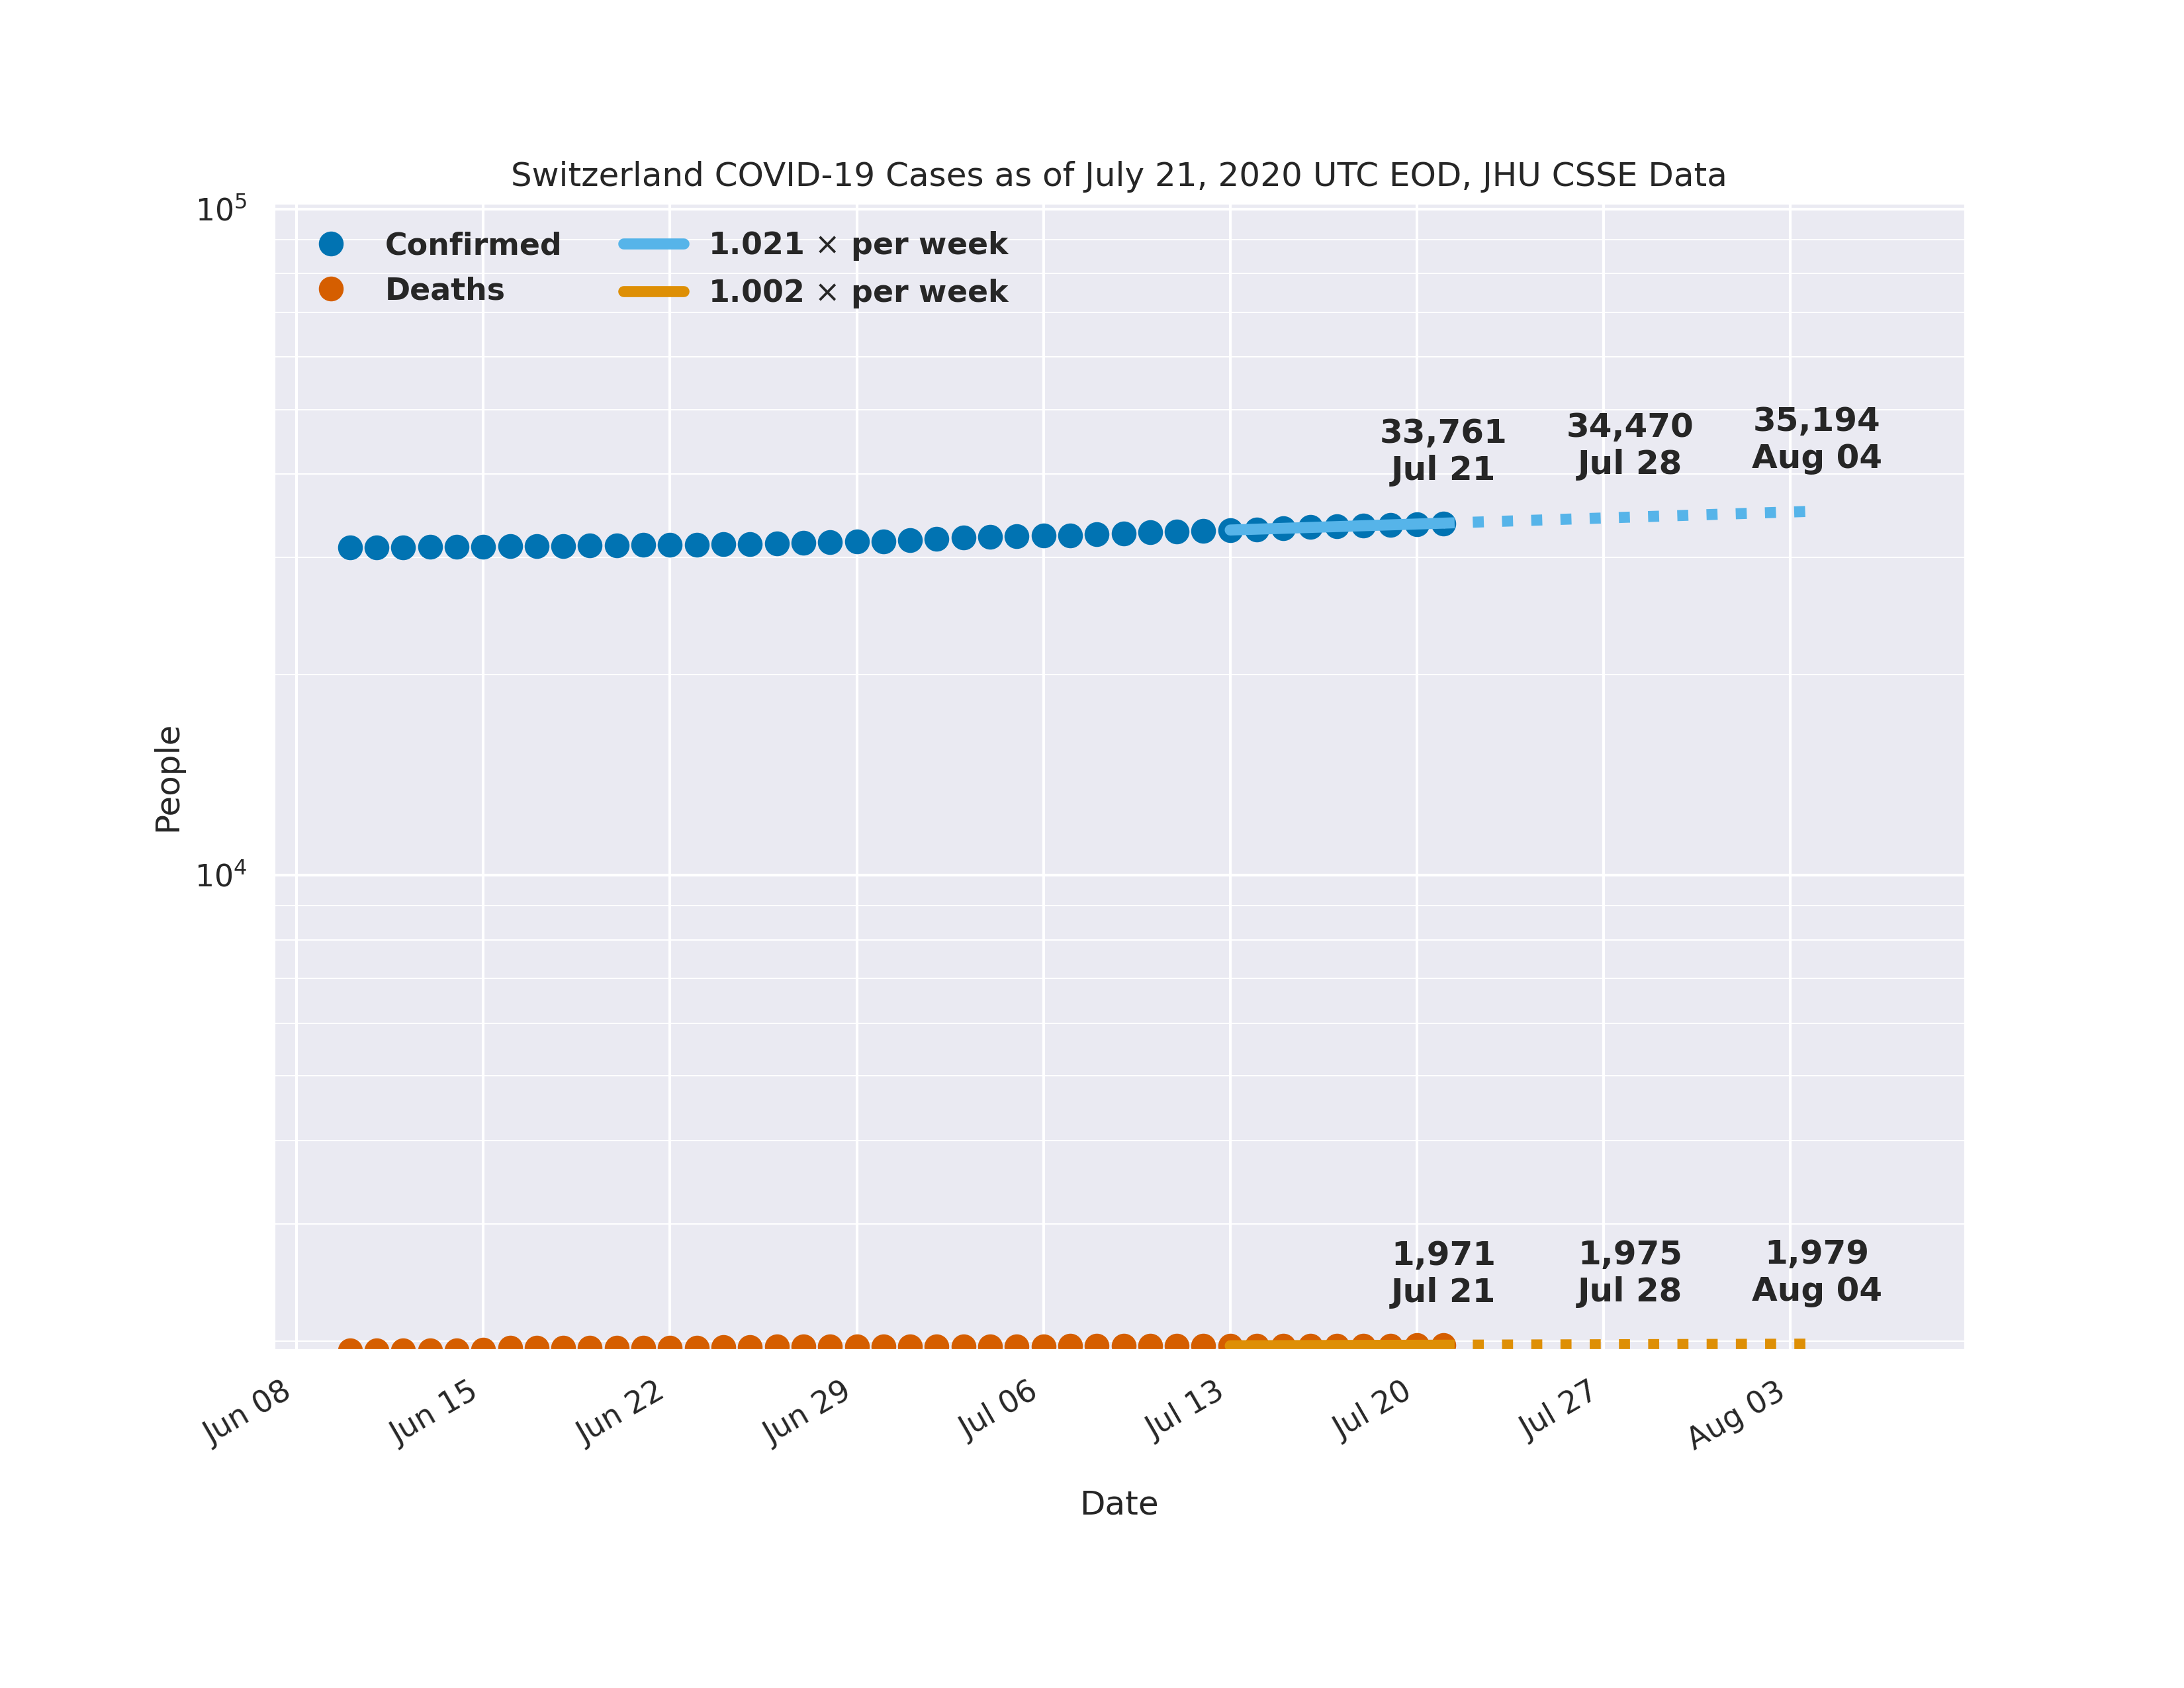 Switzerland COVID-19 Cases as of July 21, 2020 UTC EOD, JHU CSSE Data
10⁵
Confirmed
Deaths
1.021 × per week
1.002 × per week
33,761
Jul 21
34,470
Jul 28
35,194
Aug 04
People
10⁴
1,971
Jul 21
1,975
Jul 28
1,979
Aug 04
Jun 08
Jun 15
Jun 22
Jun 29
Jul 06
Jul 13
Jul 20
Jul 27
Aug 03
Date